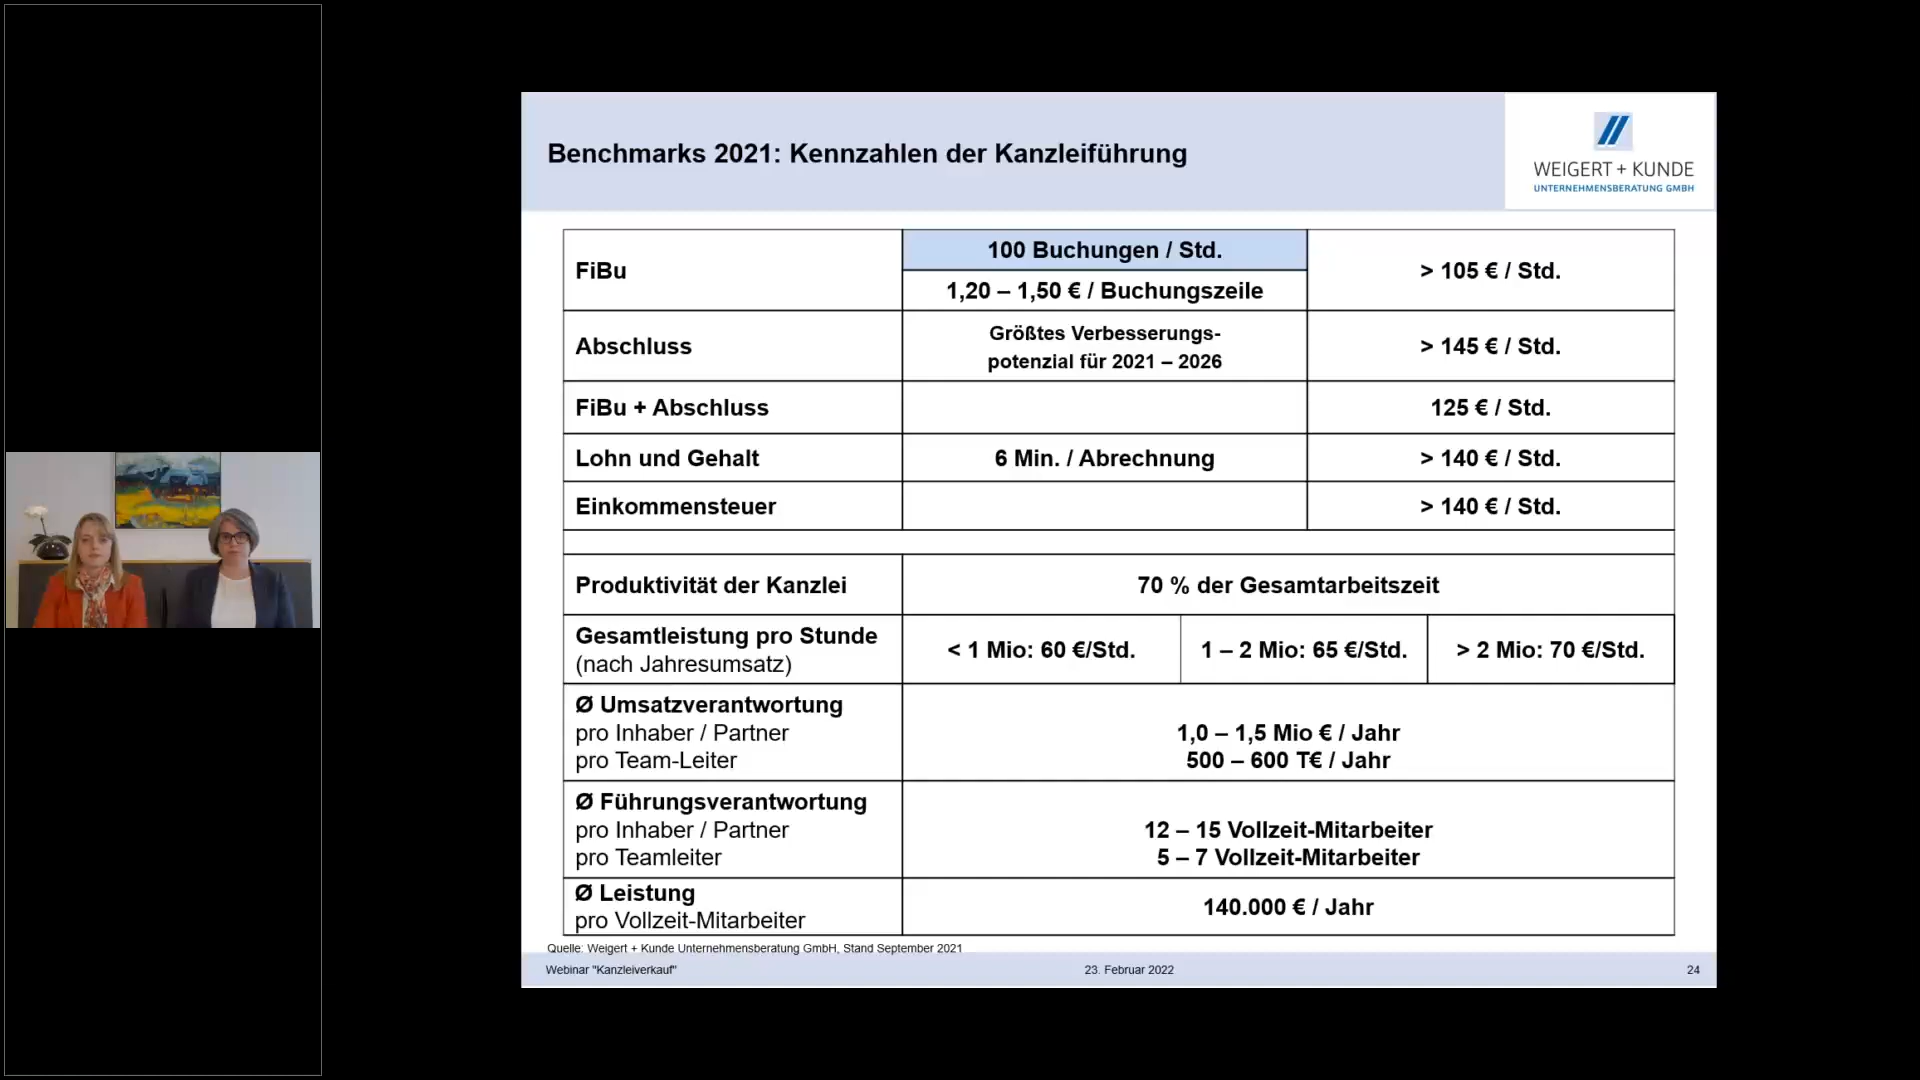 Benchmarks 2021: Kennzahlen der Kanzleiführung
WEIGERT + KUNDE
UNTERNEHMENSBERATUNG GMBH
FiBu
100 Buchungen / Std.
1,20 – 1,50 € / Buchungszeile
> 105 € / Std.
Abschluss
Größtes Verbesserungs-
potenzial für 2021 – 2026
> 145 € / Std.
FiBu + Abschluss
125 € / Std.
Lohn und Gehalt
6 Min. / Abrechnung
> 140 € / Std.
Einkommensteuer
> 140 € / Std.
Produktivität der Kanzlei
70 % der Gesamtarbeitszeit
Gesamtleistung pro Stunde
(nach Jahresumsatz)
< 1 Mio: 60 €/Std.
1 – 2 Mio: 65 €/Std.
> 2 Mio: 70 €/Std.
Ø Umsatzverantwortung
pro Inhaber / Partner
pro Team-Leiter
1,0 – 1,5 Mio € / Jahr
500 – 600 T€ / Jahr
Ø Führungsverantwortung
pro Inhaber / Partner
pro Teamleiter
12 – 15 Vollzeit-Mitarbeiter
5 – 7 Vollzeit-Mitarbeiter
Ø Leistung
pro Vollzeit-Mitarbeiter
140.000 € / Jahr
Quelle: Weigert + Kunde Unternehmensberatung GmbH, Stand September 2021
Webinar "Kanzleiverkauf"
23. Februar 2022
24